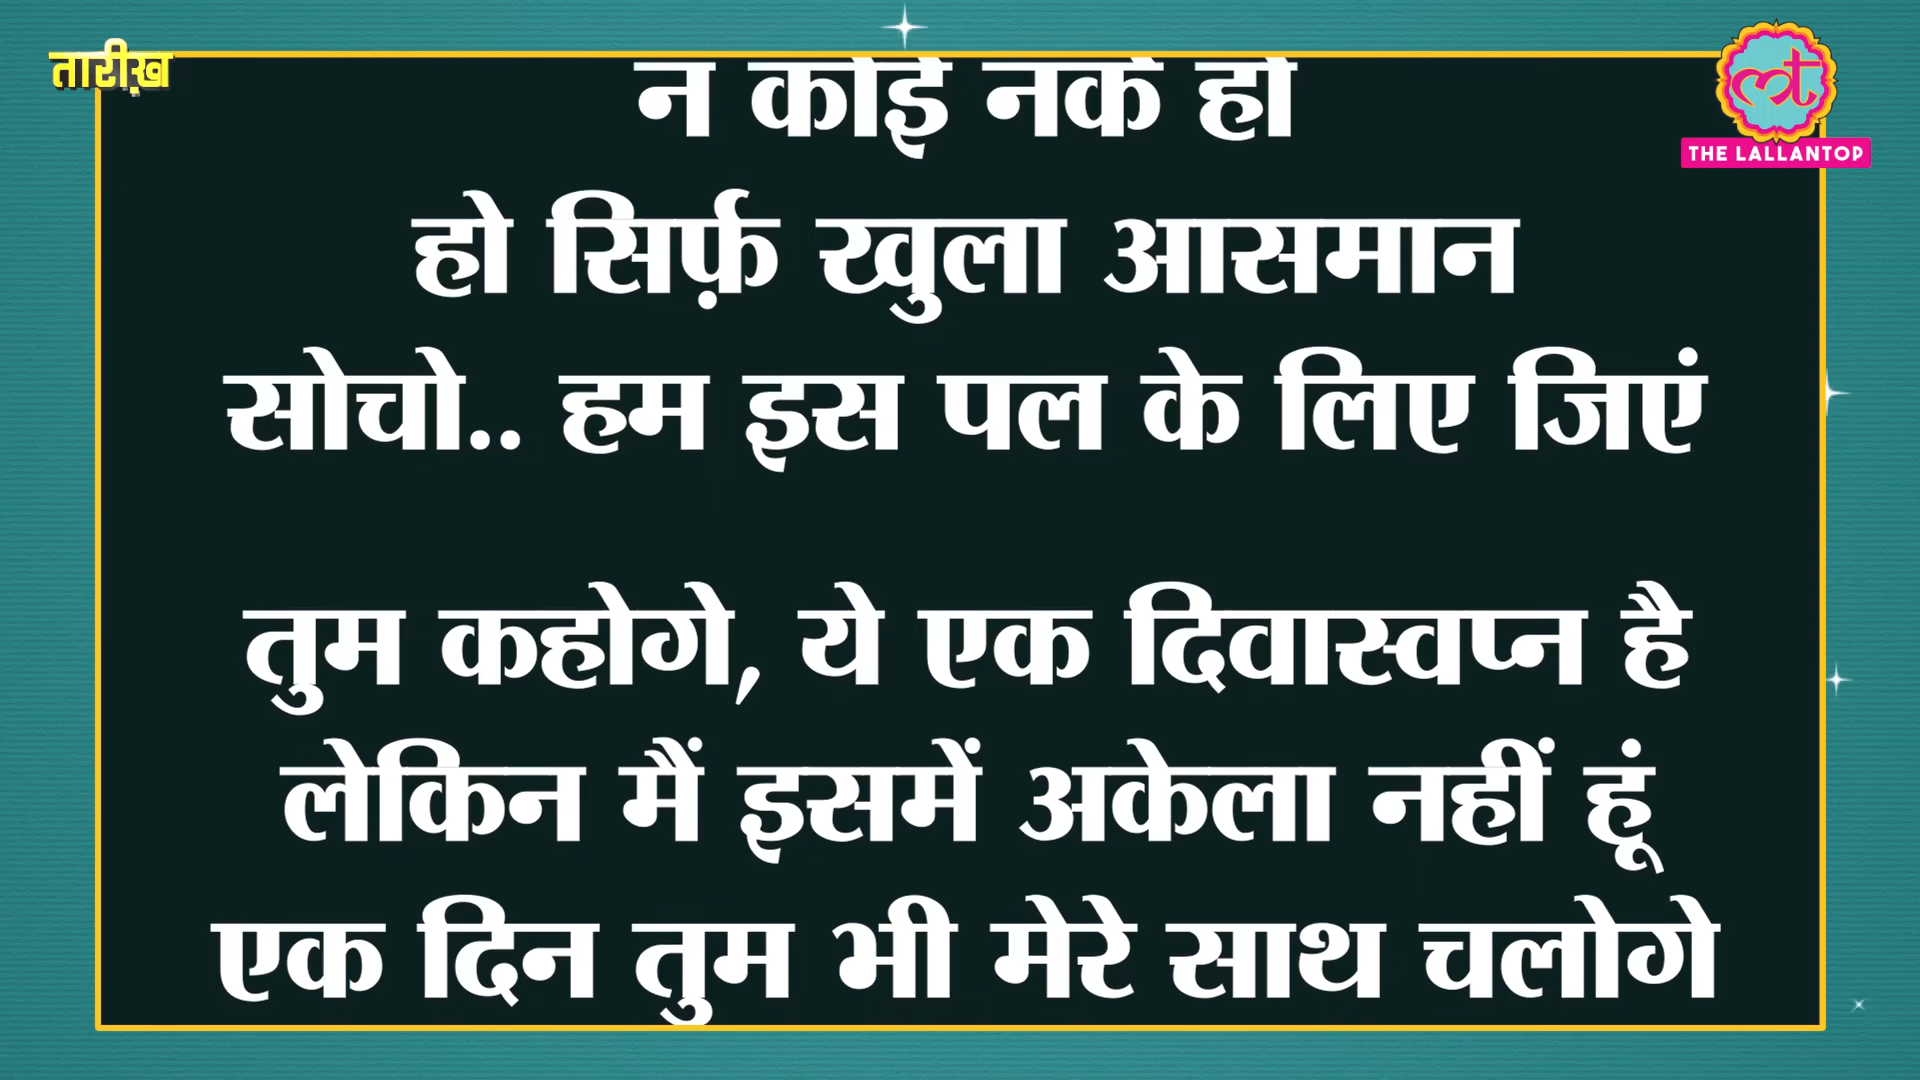 तारीख़
THE LALLANTOP
न कोई नर्क हो
हो सिर्फ़ खुला आसमान
सोचो.. हम इस पल के लिए जिएं
तुम कहोगे, ये एक दिवास्वप्न है
लेकिन मैं इसमें अकेला नहीं हूं
एक दिन तुम भी मेरे साथ चलोगे